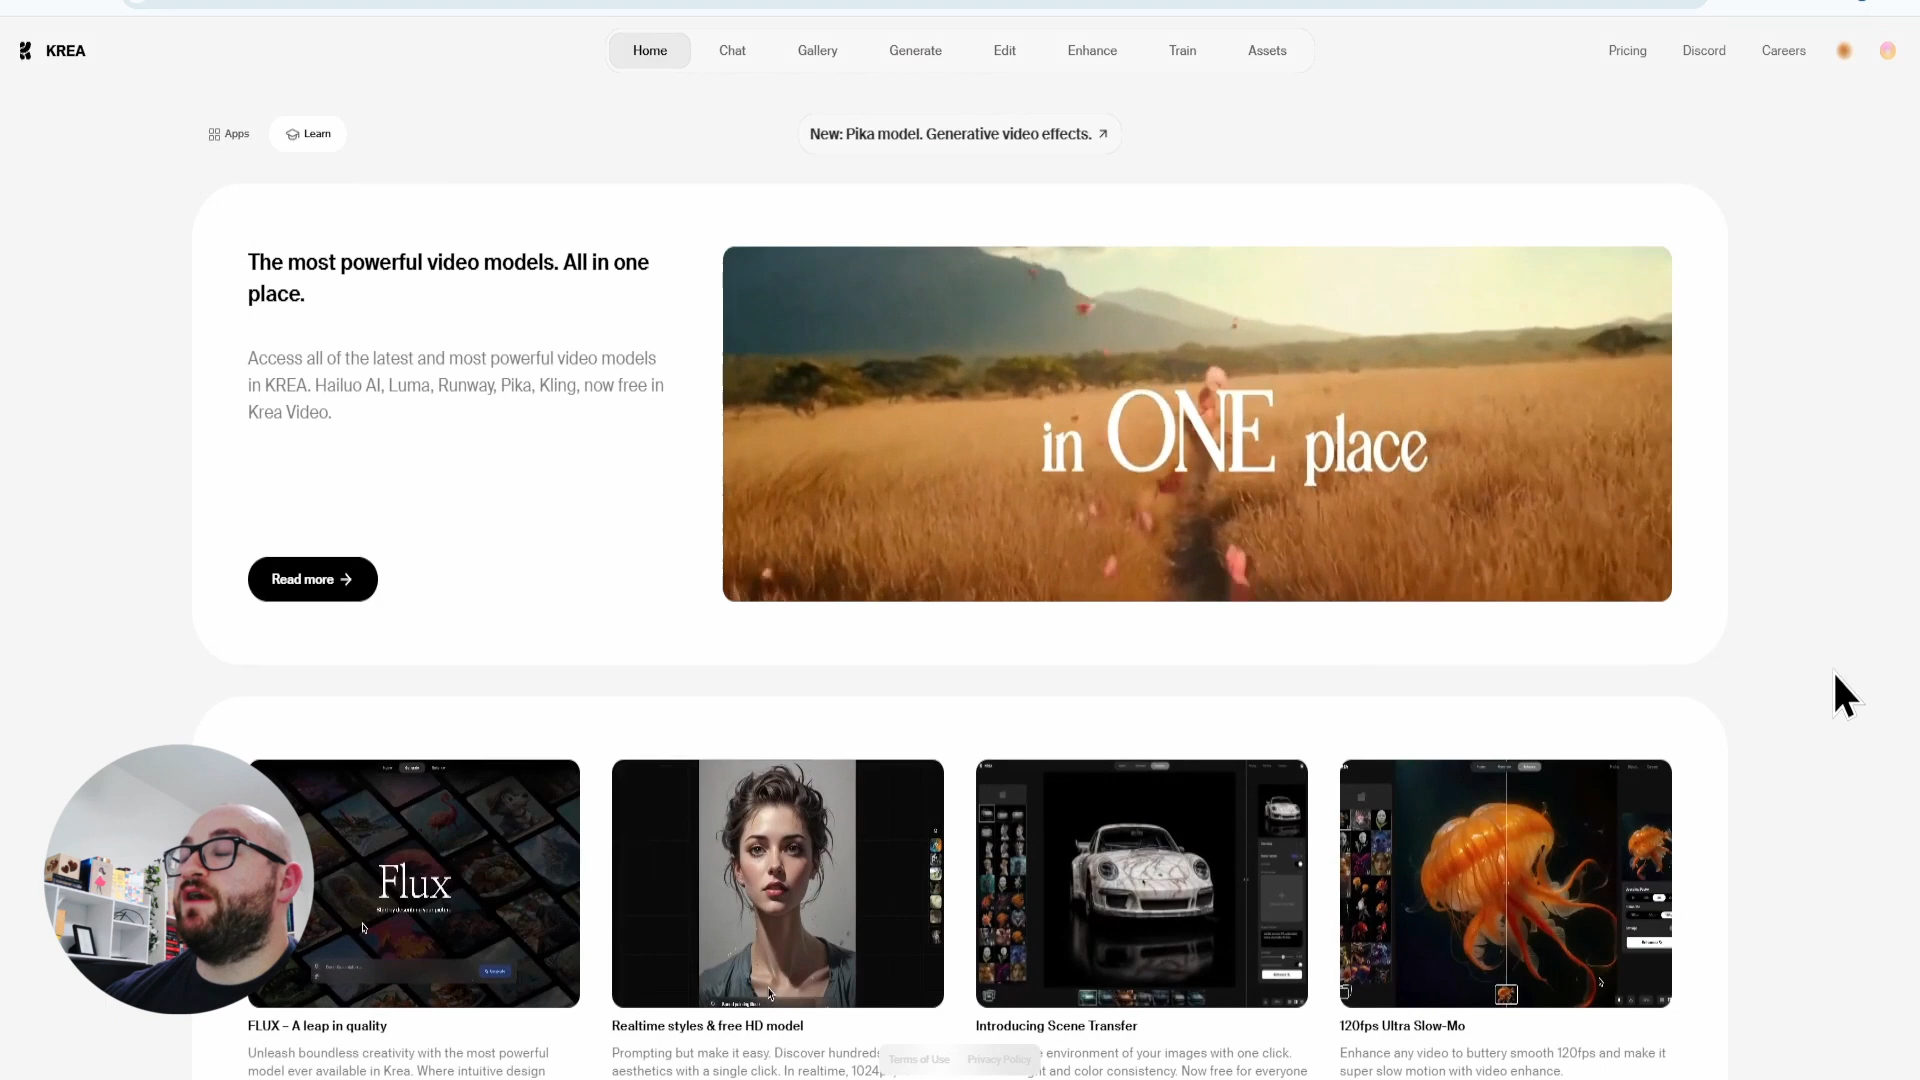 KREA
Home
Chat
Gallery
Generate
Edit
Enhance
Train
Assets
Pricing
Discord
Careers
Apps
Learn
New: Pika model. Generative video effects.
The most powerful video models. All in one
place.
Access all of the latest and most powerful video models
in KREA. Hailuo AI, Luma, Runway, Pika, Kling, now free in
Krea Video.
Read more
in ONE place
Flux
FLUX – A leap in quality
Unleash boundless creativity with the most powerful
model ever available in Krea. Where intuitive design
Realtime styles & free HD model
Prompting but make it easy. Discover hundreds
aesthetics with a single click. In realtime, 1024p
Introducing Scene Transfer
environment of your images with one click.
and color consistency. Now free for everyone
120fps Ultra Slow-Mo
Enhance any video to buttery smooth 120fps and make it
super slow motion with video enhance.
Terms of Use
Privacy Policy